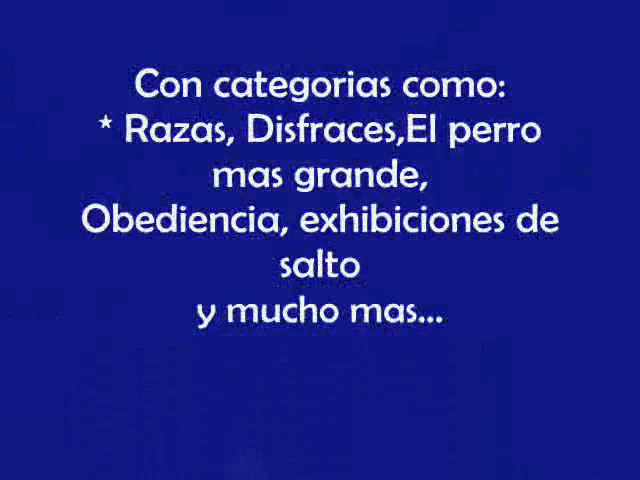 Con categorias como:
* Razas, Disfraces,El perro
mas grande,
Obediencia, exhibiciones de
salto
y mucho mas...